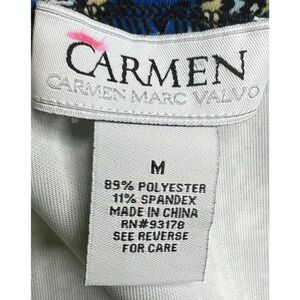 CARMEN
CARMEN MARC VALVO
M
89% POLYESTER
11% SPANDEX
MADE IN CHINA
RN#93178
SEE REVERSE
FOR CARE